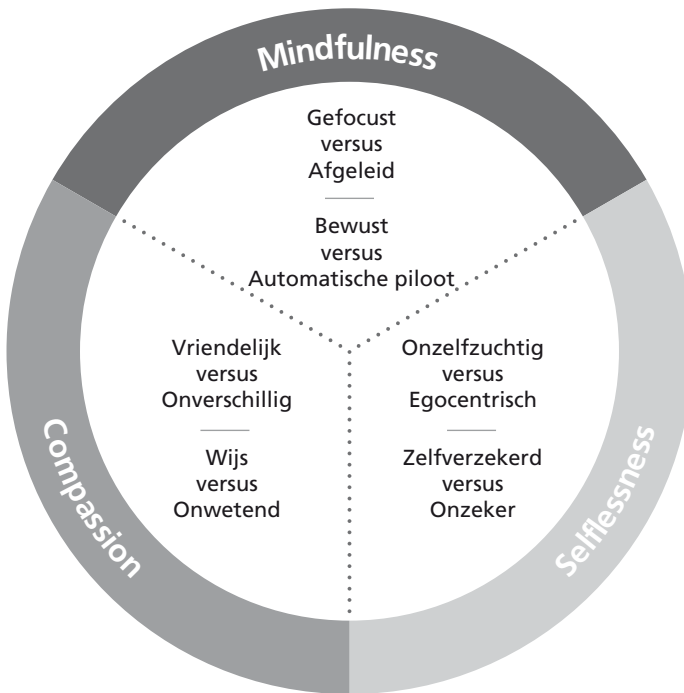 Mindfulness
Gefocust
versus
Afgeleid
Bewust
versus
Automatische piloot
Compassion
Vriendelijk
versus
Onverschillig
Wijs
versus
Onwetend
Selflessness
Onzelfzuchtig
versus
Egocentrisch
Zelfverzekerd
versus
Onzeker